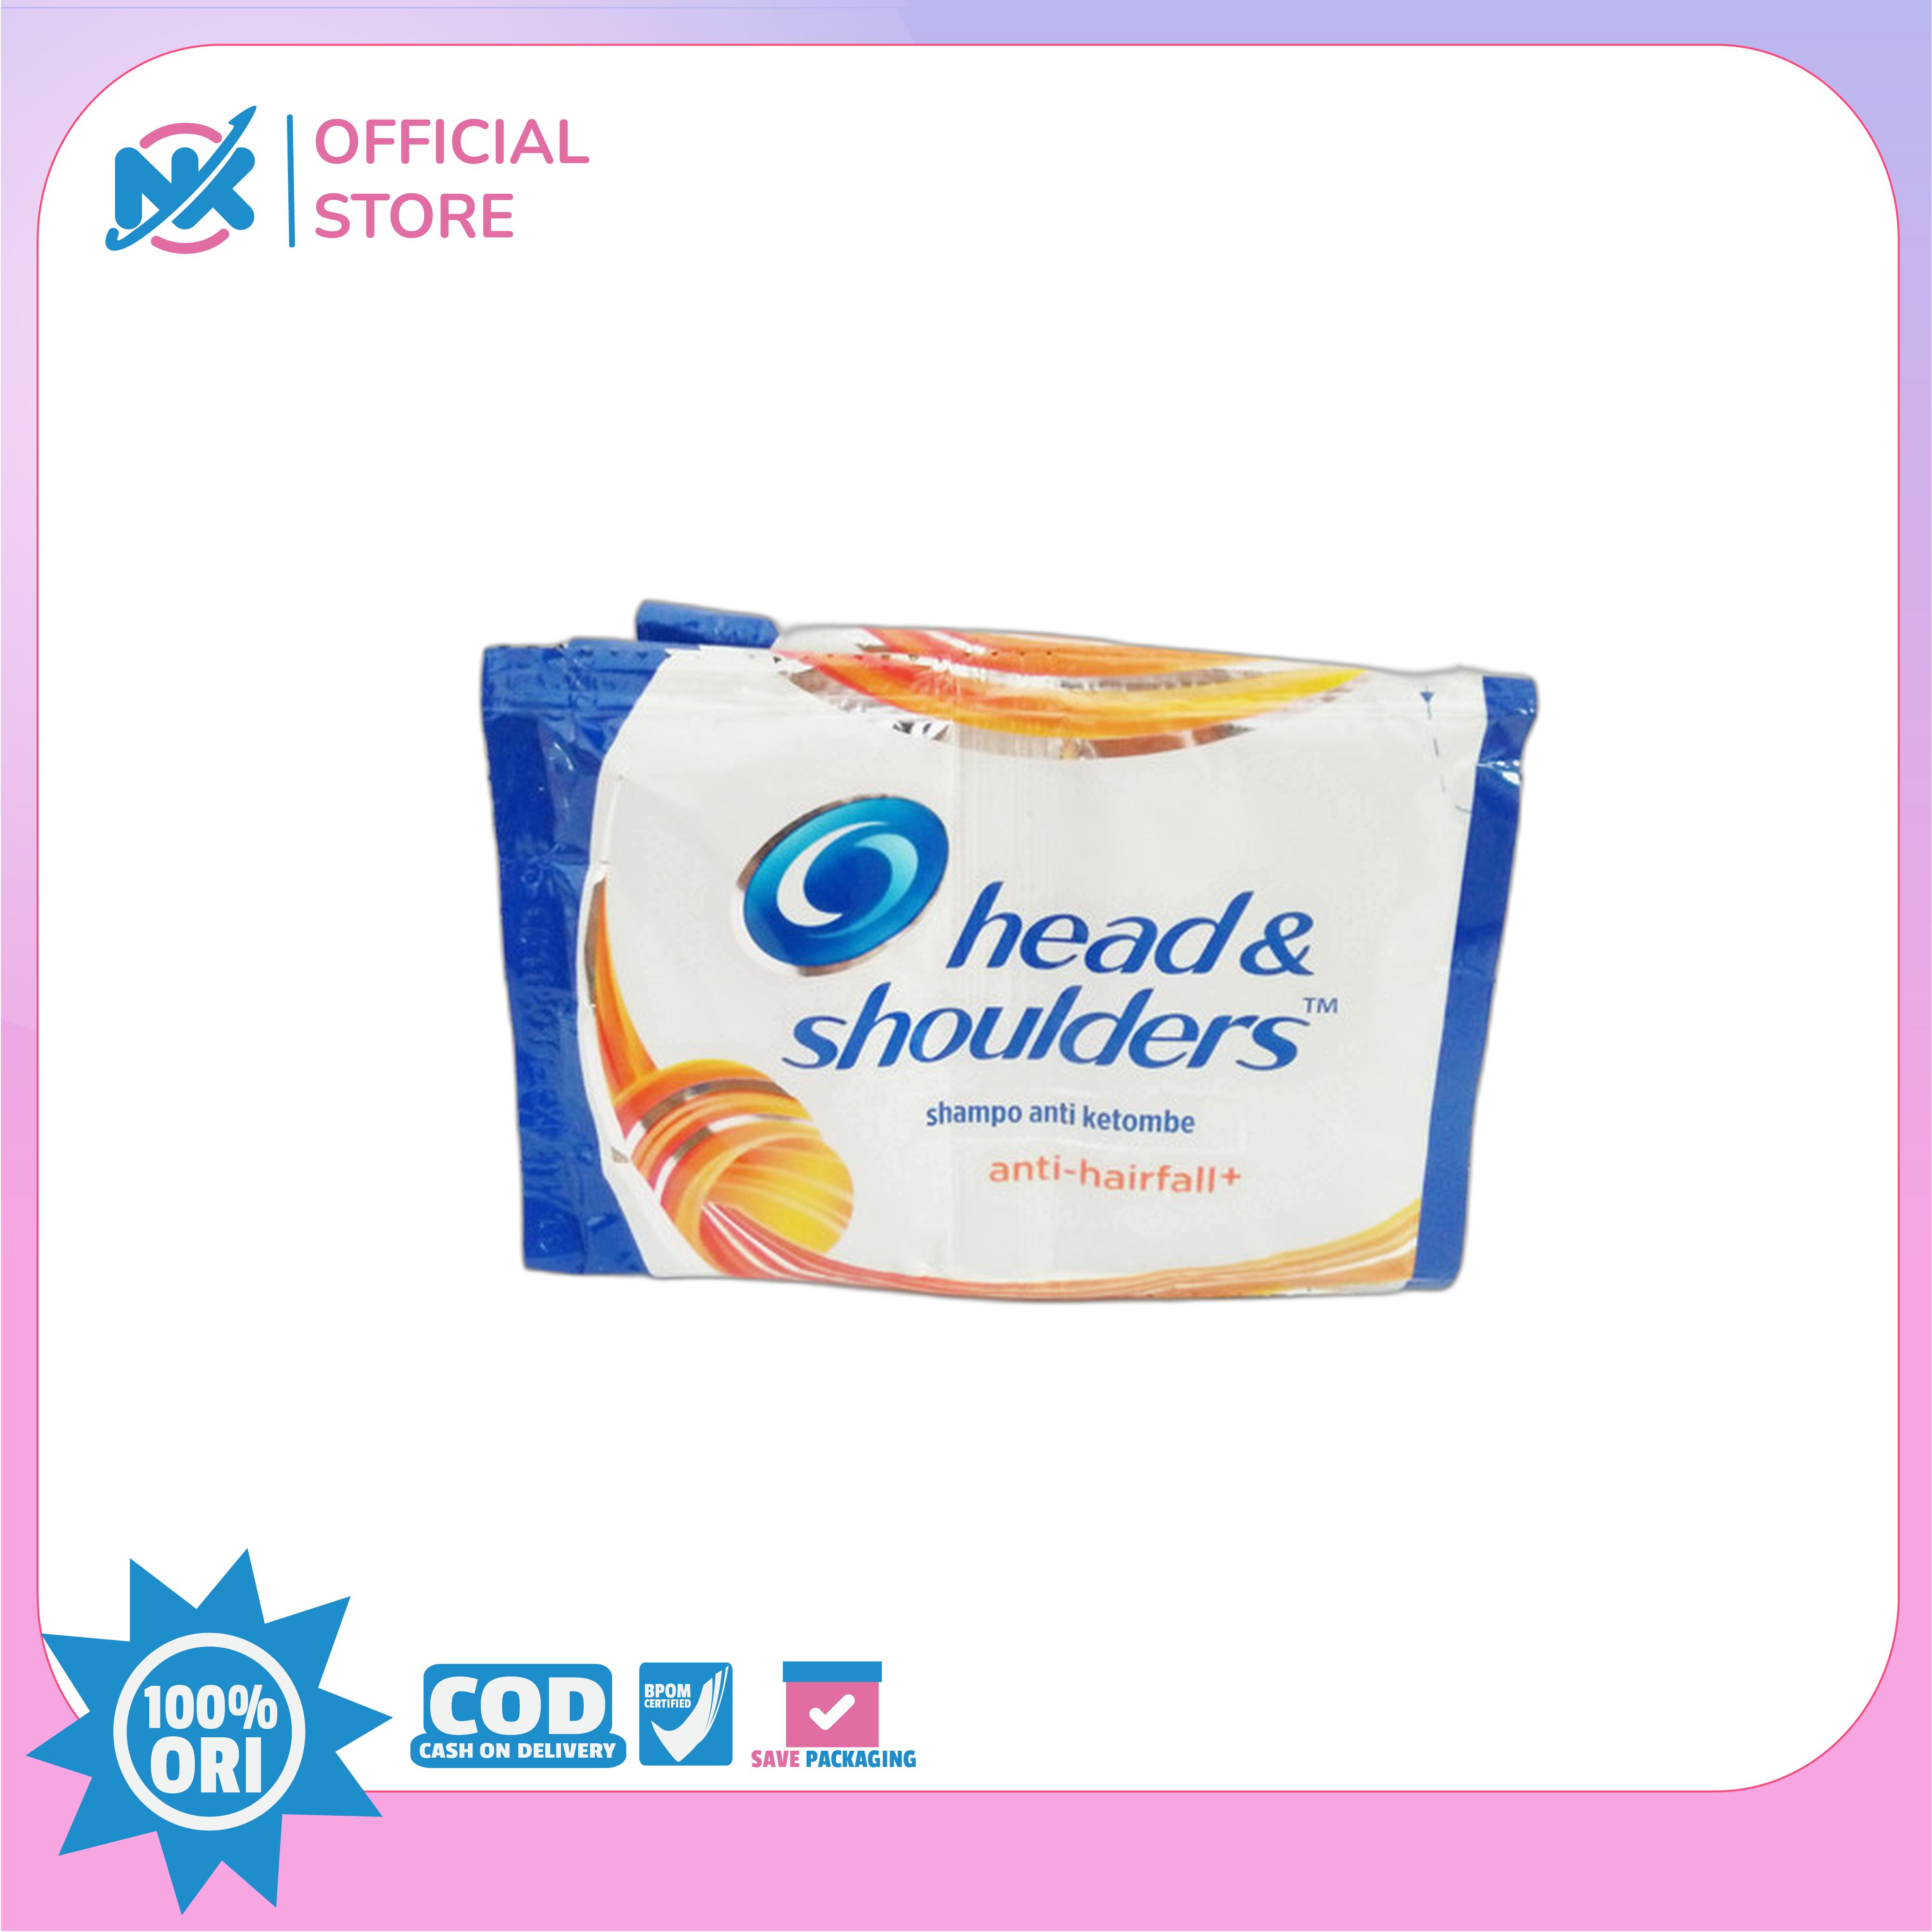 NK
OFFICIAL
STORE
head &
shoulders™
shampo anti ketombe
anti-hairfall+
100%
ORI
COD
CASH ON DELIVERY
BPOM
CERTIFIED
SAVE PACKAGING